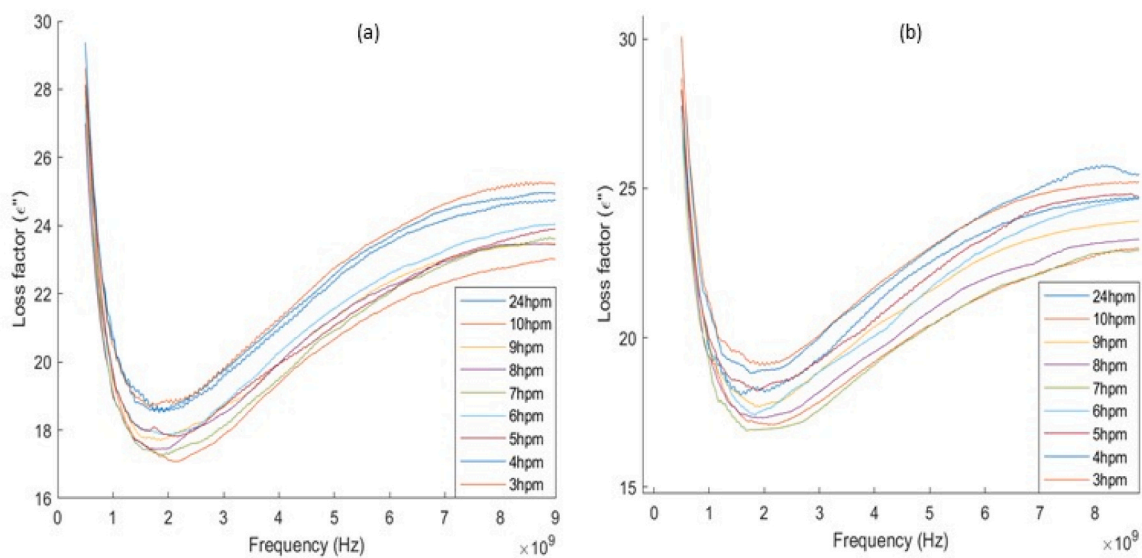 (a)
30
28
26
24
22
20
18
16
Loss factor (ϵ")
0 1 2 3 4 5 6 7 8 9
Frequency (Hz)
×10⁹
24hpm
10hpm
9hpm
8hpm
7hpm
6hpm
5hpm
4hpm
3hpm
(b)
30
25
20
15
Loss factor (ϵ")
0 1 2 3 4 5 6 7 8
Frequency (Hz)
×10⁹
24hpm
10hpm
9hpm
8hpm
7hpm
6hpm
5hpm
4hpm
3hpm